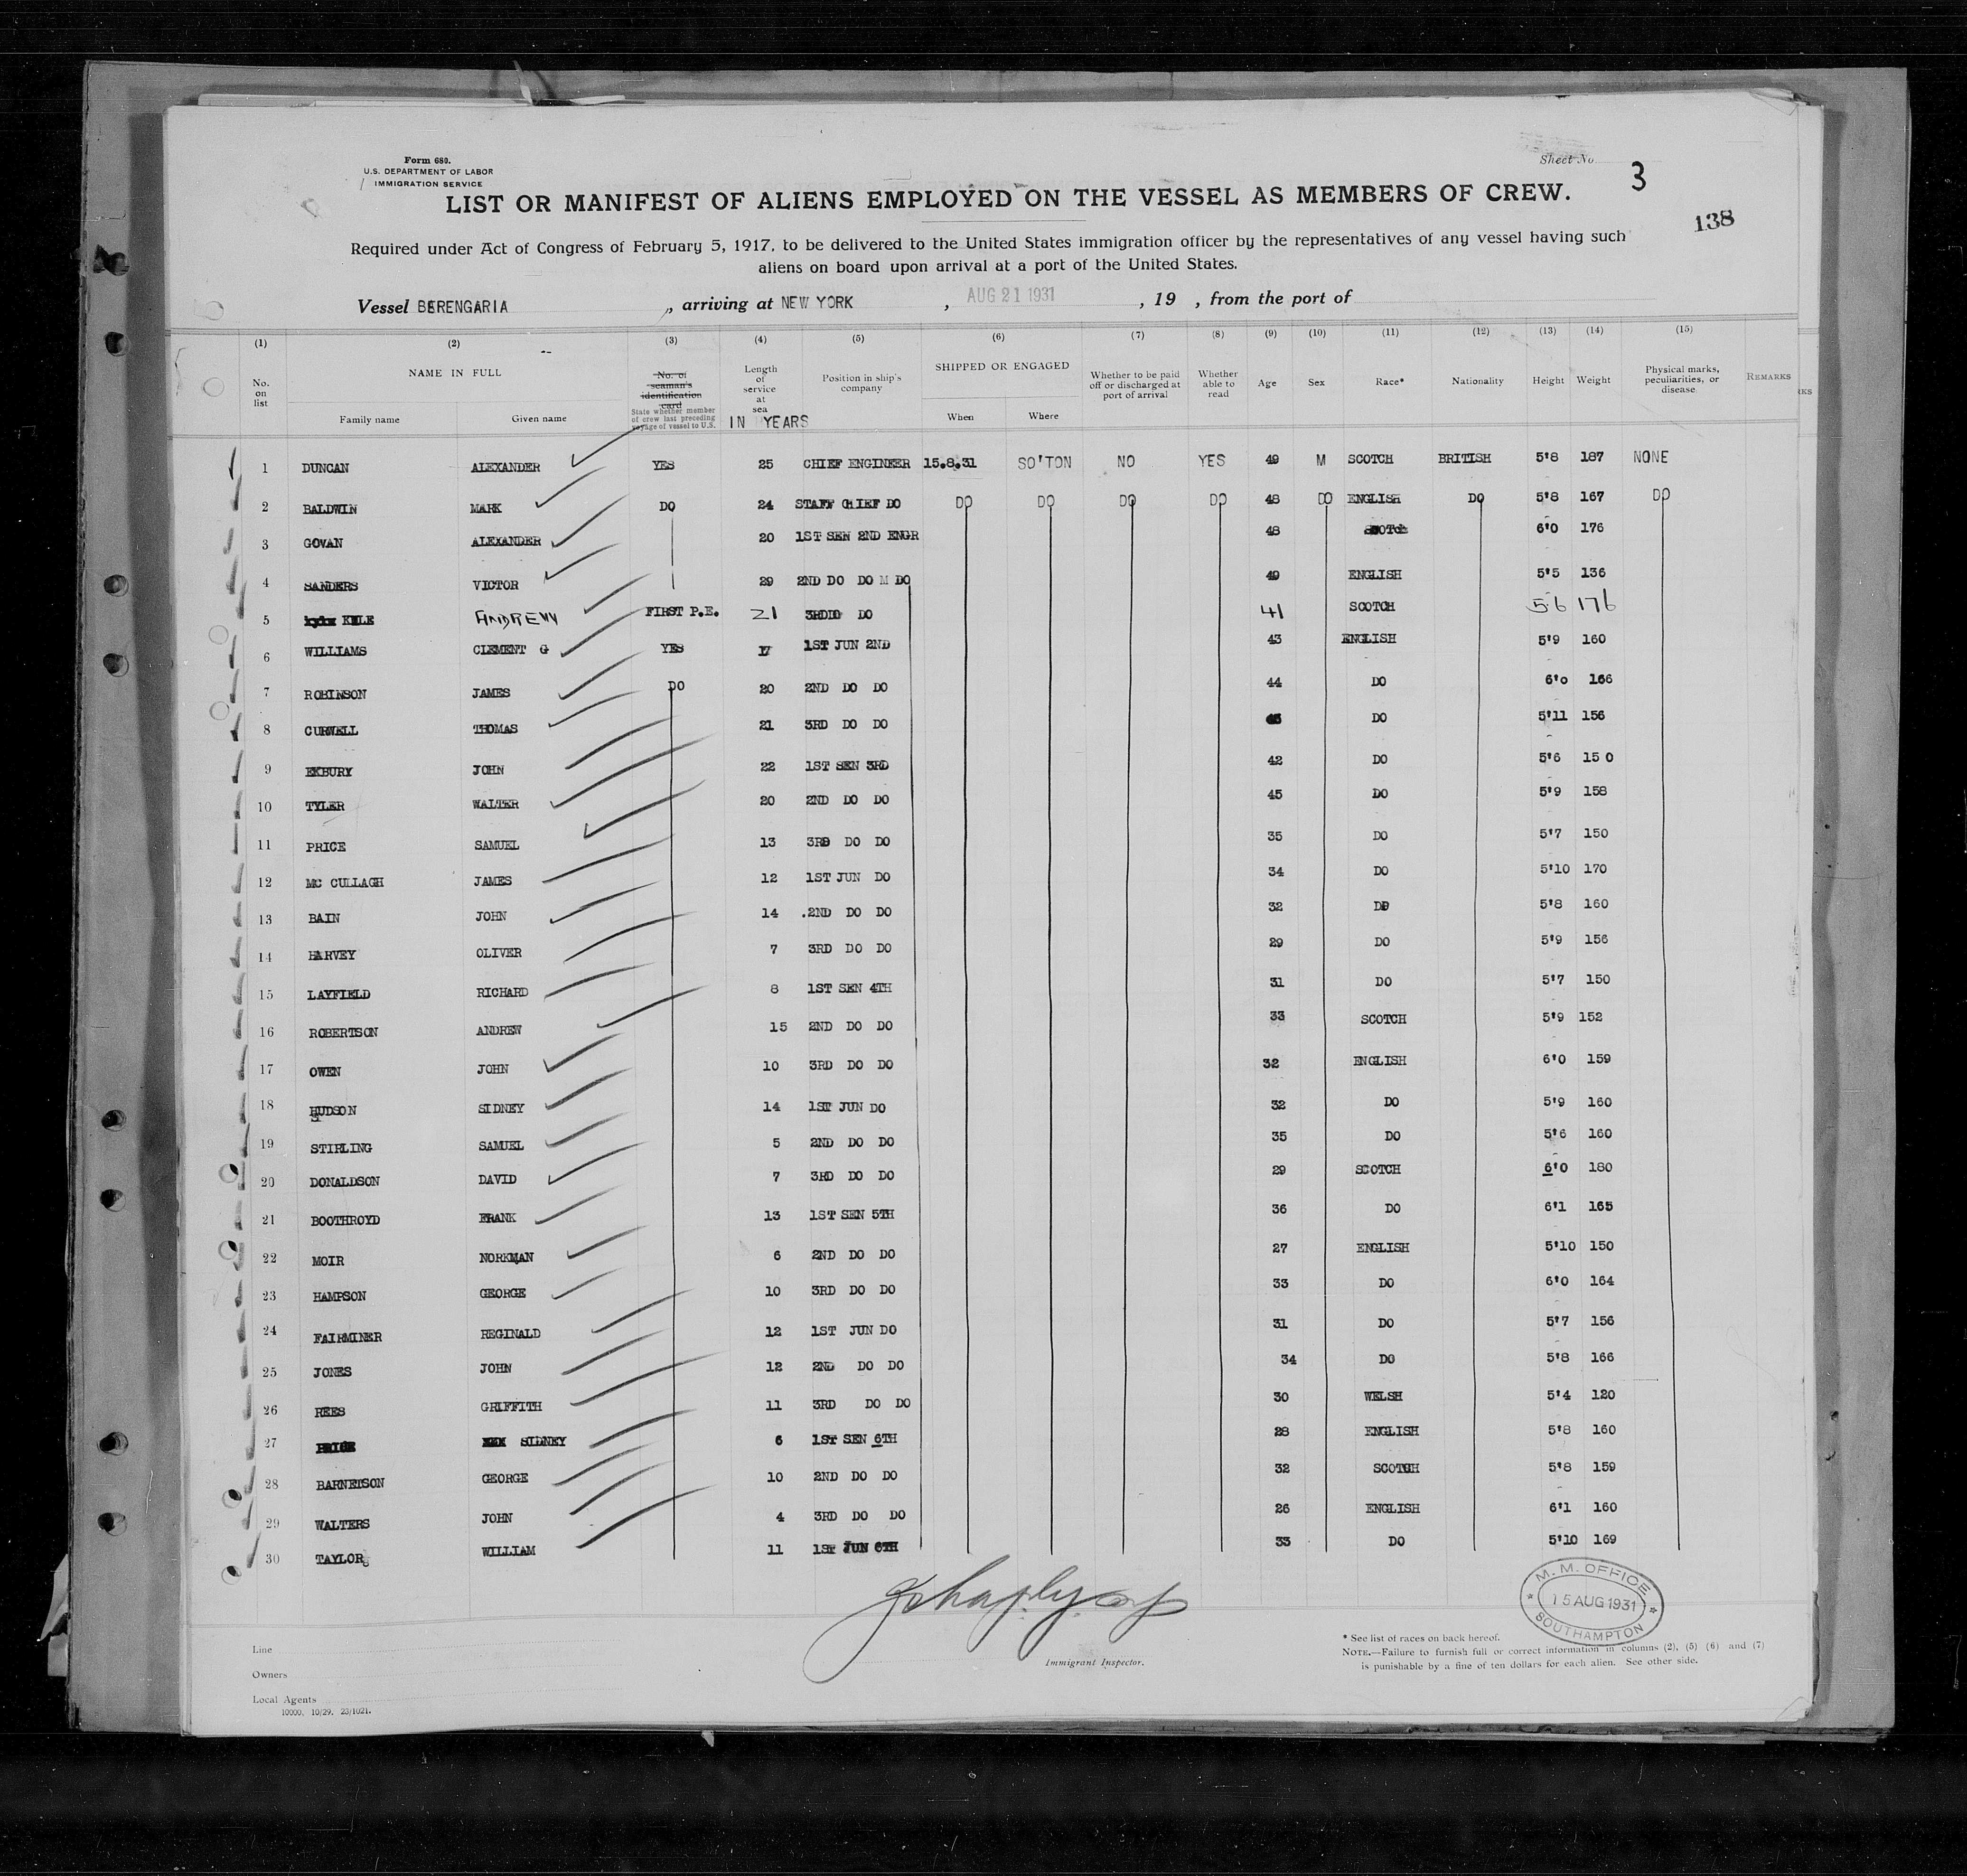 Form 680.
U.S. DEPARTMENT OF LABOR
IMMIGRATION SERVICE
Sheet No 3
LIST OR MANIFEST OF ALIENS EMPLOYED ON THE VESSEL AS MEMBERS OF CREW.
138
Required under Act of Congress of February 5, 1917, to be delivered to the United States immigration officer by the representatives of any vessel having such
aliens on board upon arrival at a port of the United States.
Vessel BERENGARIA , arriving at NEW YORK , AUG 21 1931 , 19 , from the port of
(1) (2) (3) (4) (5) (6) (7) (8) (9) (10) (11) (12) (13) (14) (15)
No. on list NAME IN FULL Family name Given name No. of seaman's identification card State whether member of crew last preceding voyage of vessel to U.S. Length of service at sea IN YEARS Position in ship's company SHIPPED OR ENGAGED When Where Whether to be paid off or discharged at port of arrival Whether able to read Age Sex Race* Nationality Height Weight Physical marks, peculiarities, or disease REMARKS
1 DUNCAN ALEXANDER YES 25 CHIEF ENGINEER 15.8.31 SO'TON NO YES 49 M SCOTCH BRITISH 5'8 187 NONE
2 BALDWIN MARK DO 24 STAFF CHIEF DO DO DO DO DO 48 DO ENGLISH DO 5'8 167 DO
3 GOVAN ALEXANDER 20 1ST SEN 2ND ENGR 48 SCOTCH 6'0 176
4 SANDERS VICTOR 29 2ND DO DO M DO 49 ENGLISH 5'5 136
5 ANDREW FIRST P.E. 21 DO 41 SCOTCH 5·6 176
6 WILLIAMS CLEMENT G YES 17 1ST JUN 2ND 43 ENGLISH 5'9 160
7 ROBINSON JAMES DO 20 2ND DO DO 44 DO 6'0 166
8 CURWELL THOMAS 21 3RD DO DO DO 5'11 156
9 EKBURY JOHN 22 1ST SEN 3RD 42 DO 5'6 15 0
10 TYLER WALTER 20 2ND DO DO 45 DO 5'9 158
11 PRICE SAMUEL 13 3RD DO DO 35 DO 5'7 150
12 MC CULLAGH JAMES 12 1ST JUN DO 34 DO 5'10 170
13 BAIN JOHN 14 .2ND DO DO 32 DO 5'8 160
14 HARVEY OLIVER 7 3RD DO DO 29 DO 5'9 156
15 LAYFIELD RICHARD 8 1ST SEN 4TH 31 DO 5'7 150
16 ROBERTSON ANDREW 15 2ND DO DO 33 SCOTCH 5'9 152
17 OWEN JOHN 10 3RD DO DO 32 ENGLISH 6'0 159
18 HUDSON SIDNEY 14 1ST JUN DO 32 DO 5'9 160
19 STIRLING SAMUEL 5 2ND DO DO 35 DO 5'6 160
20 DONALDSON DAVID 7 3RD DO DO 29 SCOTCH 6'0 180
21 BOOTHROYD FRANK 13 1ST SEN 5TH 36 DO 6'1 165
22 MOIR NORKMAN 6 2ND DO DO 27 ENGLISH 5'10 150
23 HAMPSON GEORGE 10 3RD DO DO 33 DO 6'0 164
24 FAIRMINER REGINALD 12 1ST JUN DO 31 DO 5'7 156
25 JONES JOHN 12 2ND DO DO 34 DO 5'8 166
26 REES GRIFFITH 11 3RD DO DO 30 WELSH 5'4 120
27 PRICE SIDNEY 6 1ST SEN 6TH 28 ENGLISH 5'8 160
28 BARNETSON GEORGE 10 2ND DO DO 32 SCOTCH 5'8 159
29 WALTERS JOHN 4 3RD DO DO 26 ENGLISH 6'1 160
30 TAYLOR WILLIAM 11 1ST JUN 6TH 33 DO 5'10 169
M. M. OFFICE
15 AUG 1931
SOUTHAMPTON
Line
Owners
Local Agents
10000, 10/29. 23/1021.
Immigrant Inspector.
* See list of races on back hereof.
NOTE.—Failure to furnish full or correct information in columns (2), (5) (6) and (7)
is punishable by a fine of ten dollars for each alien. See other side.